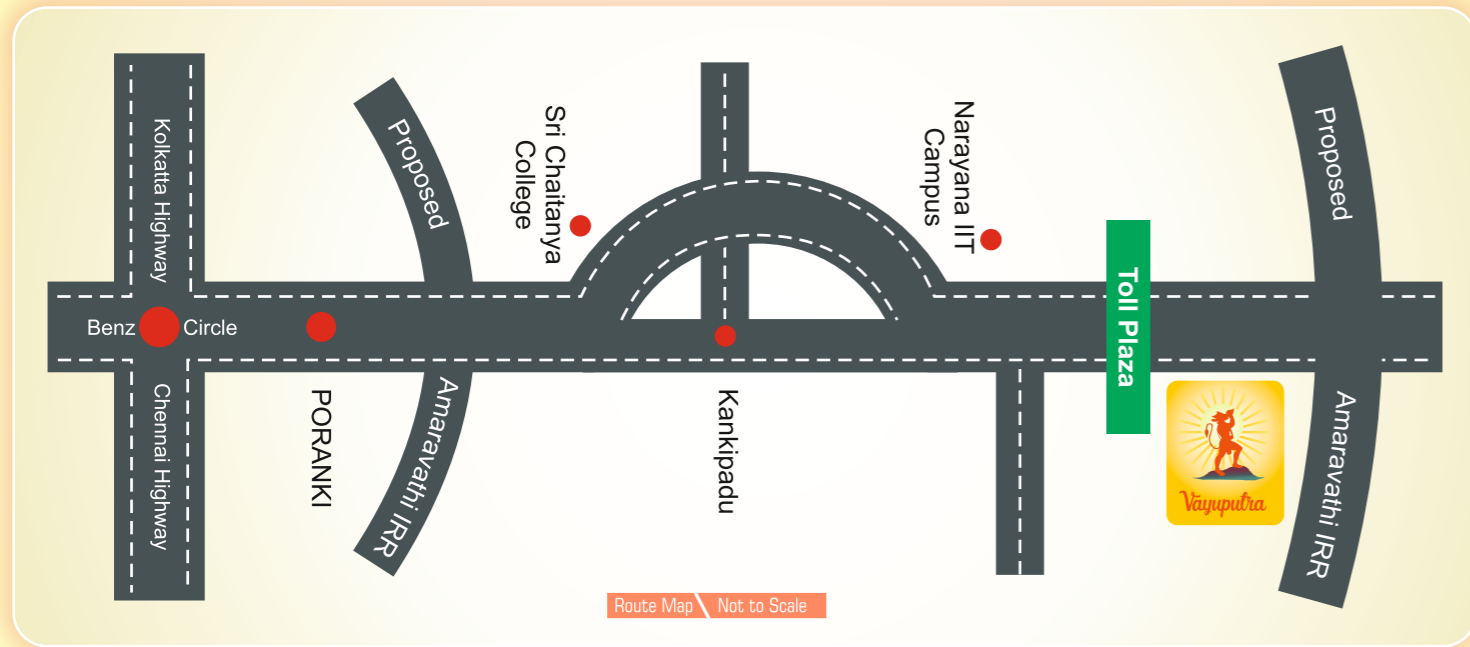 Kolkatta Highway
Benz Circle
Chennai Highway
PORANKI
Proposed
Amaravathi IRR
Sri Chaitanya
College
Kankipadu
Narayana IIT
Campus
Toll Plaza
Vāyuputra
Proposed
Amaravathi IRR
Route Map Not to Scale